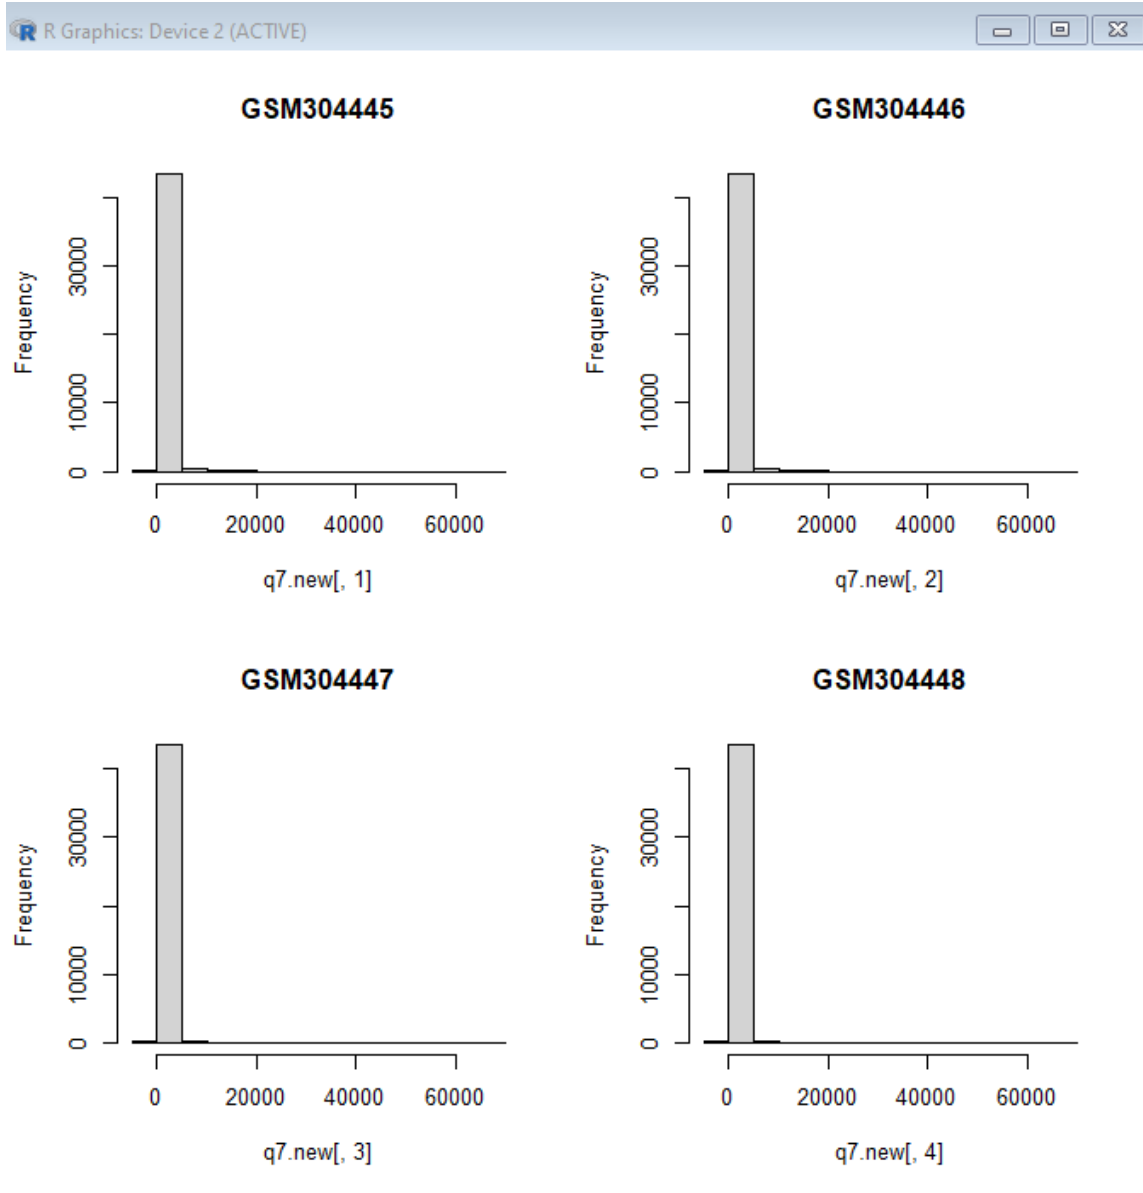 R Graphics: Device 2 (ACTIVE)
GSM304445
Frequency
0 10000 30000
0 20000 40000 60000
q7.new[, 1]
GSM304446
Frequency
0 10000 30000
0 20000 40000 60000
q7.new[, 2]
GSM304447
Frequency
0 10000 30000
0 20000 40000 60000
q7.new[, 3]
GSM304448
Frequency
0 10000 30000
0 20000 40000 60000
q7.new[, 4]